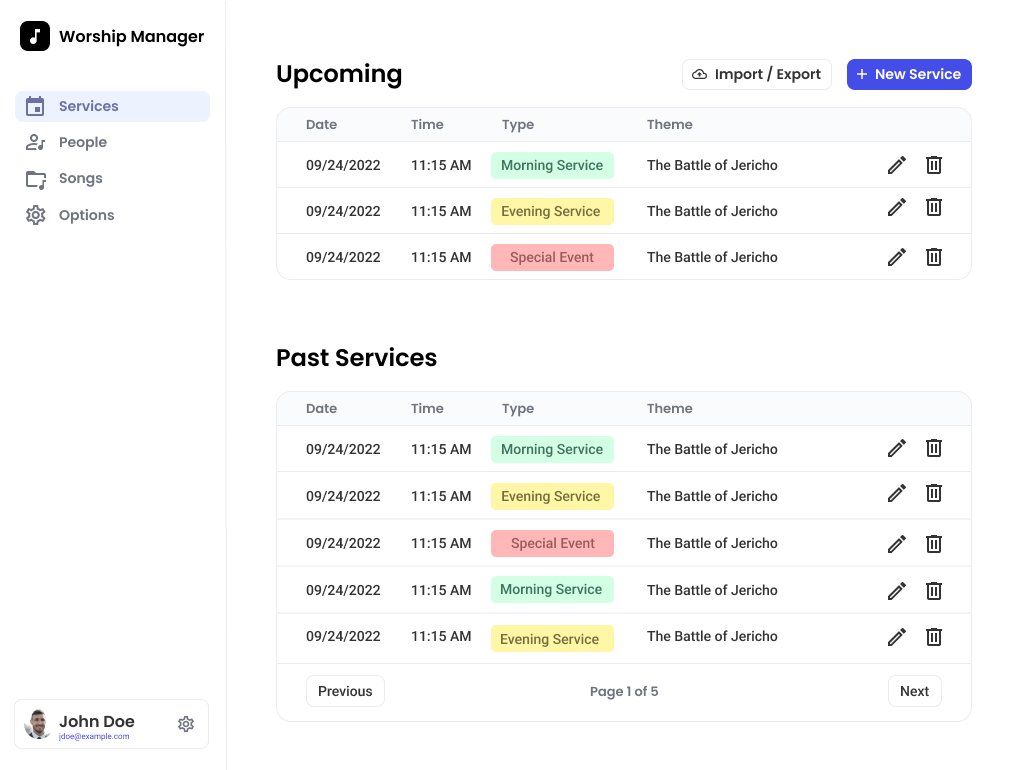 Worship Manager
Services
People
Songs
Options
John Doe
jdoe@example.com
Upcoming
Import / Export
+ New Service
Date Time Type Theme
09/24/2022 11:15 AM Morning Service The Battle of Jericho
09/24/2022 11:15 AM Evening Service The Battle of Jericho
09/24/2022 11:15 AM Special Event The Battle of Jericho
Past Services
Date Time Type Theme
09/24/2022 11:15 AM Morning Service The Battle of Jericho
09/24/2022 11:15 AM Evening Service The Battle of Jericho
09/24/2022 11:15 AM Special Event The Battle of Jericho
09/24/2022 11:15 AM Morning Service The Battle of Jericho
09/24/2022 11:15 AM Evening Service The Battle of Jericho
Previous Page 1 of 5 Next